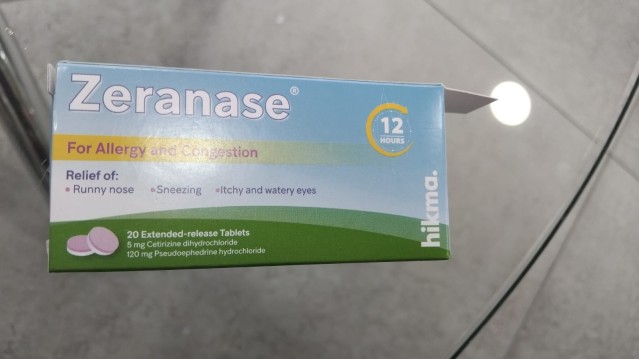 Zeranase®
12
HOURS
For Allergy and Congestion
Relief of:
• Runny nose • Sneezing • Itchy and watery eyes
20 Extended-release Tablets
5 mg Cetirizine dihydrochloride
120 mg Pseudoephedrine hydrochloride
hikma.